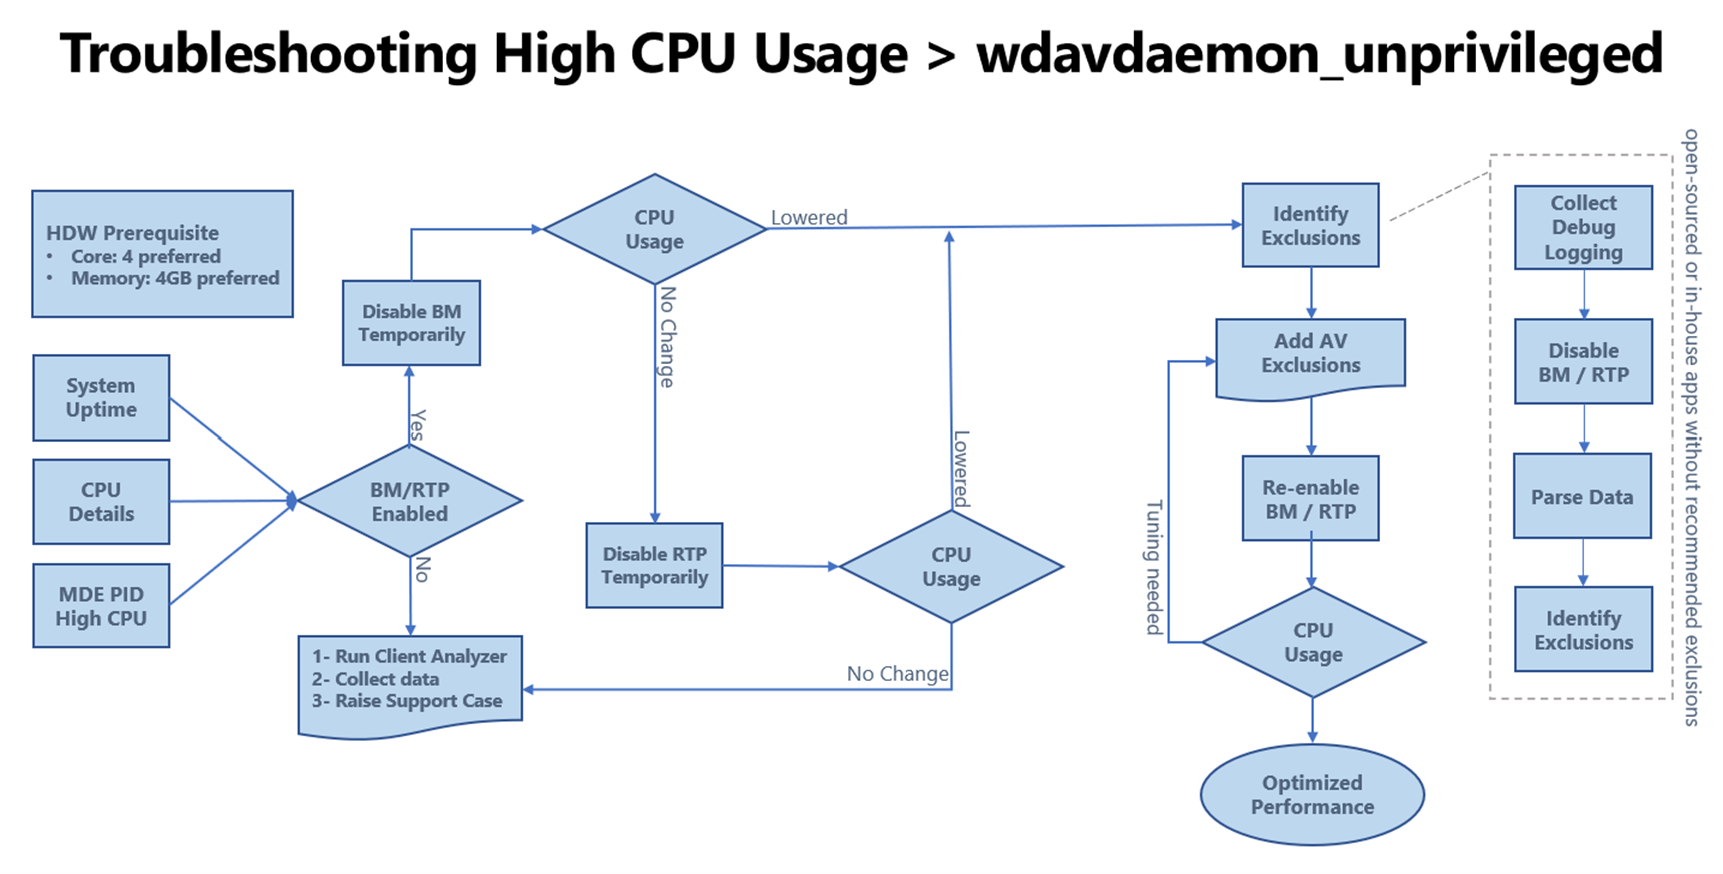 Troubleshooting High CPU Usage > wdavdaemon_unprivileged
HDW Prerequisite
• Core: 4 preferred
• Memory: 4GB preferred
System
Uptime
CPU
Details
MDE PID
High CPU
BM/RTP
Enabled
Yes
No
Disable BM
Temporarily
1- Run Client Analyzer
2- Collect data
3- Raise Support Case
CPU
Usage
Lowered
No Change
Disable RTP
Temporarily
CPU
Usage
Lowered
No Change
Identify
Exclusions
Add AV
Exclusions
Re-enable
BM / RTP
CPU
Usage
Tuning needed
Optimized
Performance
Collect
Debug
Logging
Disable
BM / RTP
Parse Data
Identify
Exclusions
open-sourced or in-house apps without recommended exclusions